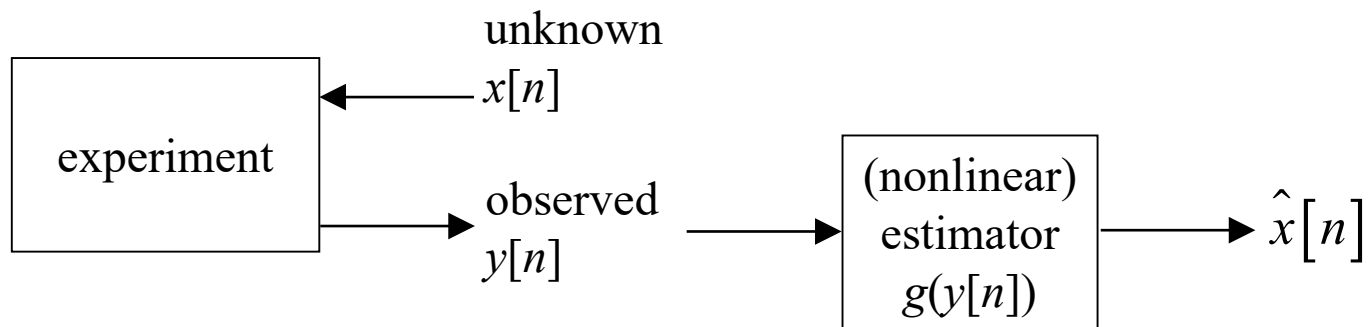 unknown
x[n]
experiment
observed
y[n]
(nonlinear)
estimator
g(y[n])
x̂[n]